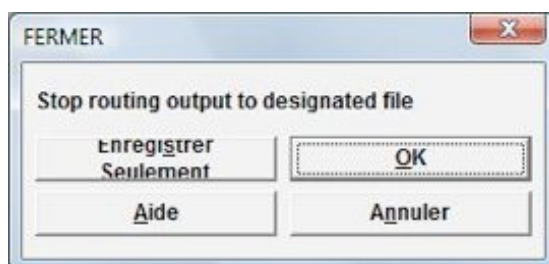 FERMER
Stop routing output to designated file
Enregistrer
Seulement
OK
Aide
Annuler